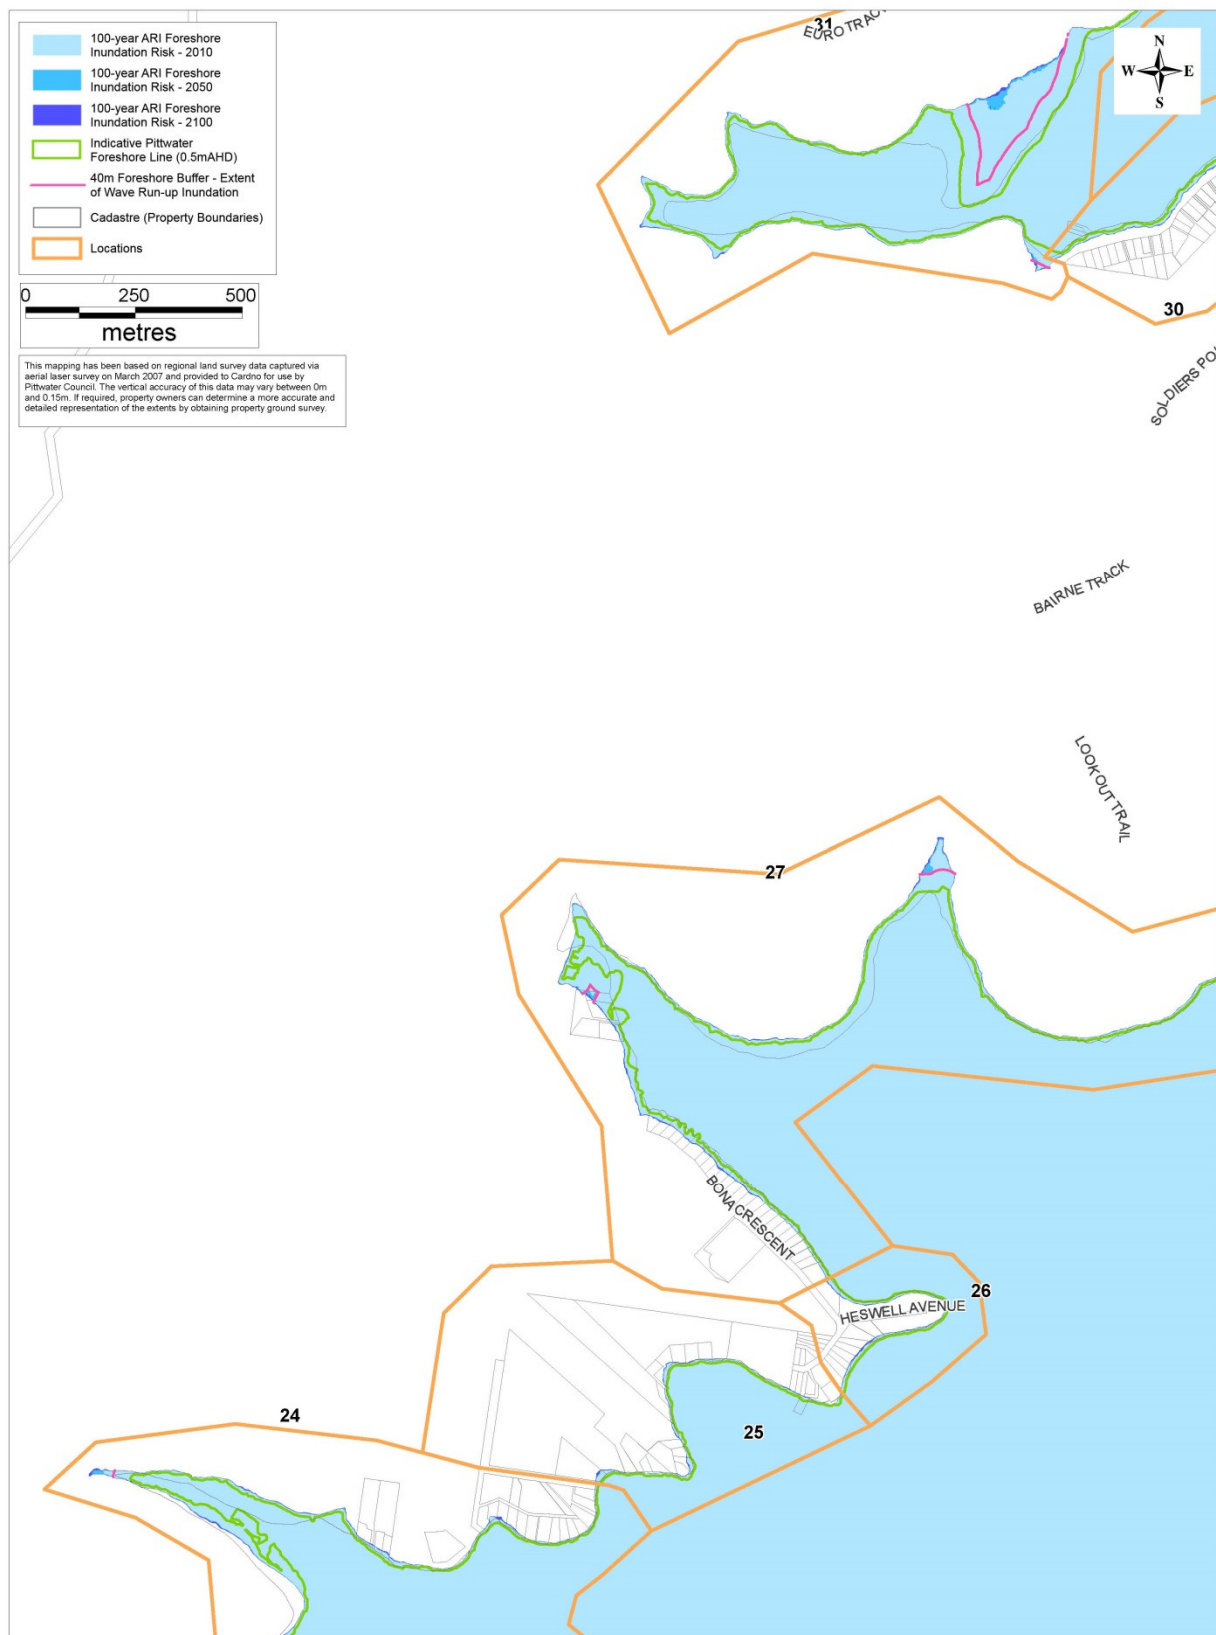 100-year ARI Foreshore
Inundation Risk - 2010
100-year ARI Foreshore
Inundation Risk - 2050
100-year ARI Foreshore
Inundation Risk - 2100
Indicative Pittwater
Foreshore Line (0.5mAHD)
40m Foreshore Buffer - Extent
of Wave Run-up Inundation
Cadastre (Property Boundaries)
Locations
0 250 500
metres
This mapping has been based on regional land survey data captured via
aerial laser survey on March 2007 and provided to Cardno for use by
Pittwater Council. The vertical accuracy of this data may vary between 0m
and 0.15m. If required, property owners can determine a more accurate and
detailed representation of the extents by obtaining property ground survey.
31
EURO TRACK
N
W E
S
30
SOLDIERS PO
BAIRNE TRACK
LOOKOUT TRAIL
27
BONA CRESCENT
26
HESWELL AVENUE
24
25